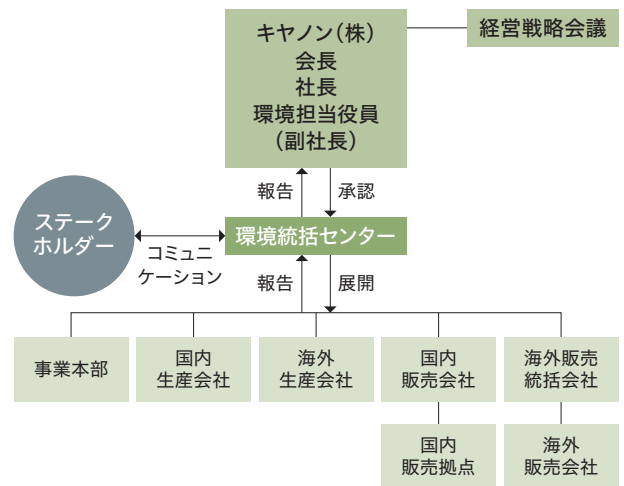 キヤノン（株）
会長
社長
環境担当役員
（副社長）
経営戦略会議
報告
承認
ステーク
ホルダー
コミュニ
ケーション
環境統括センター
報告
展開
事業本部
国内
生産会社
海外
生産会社
国内
販売会社
海外販売
統括会社
国内
販売拠点
海外
販売会社